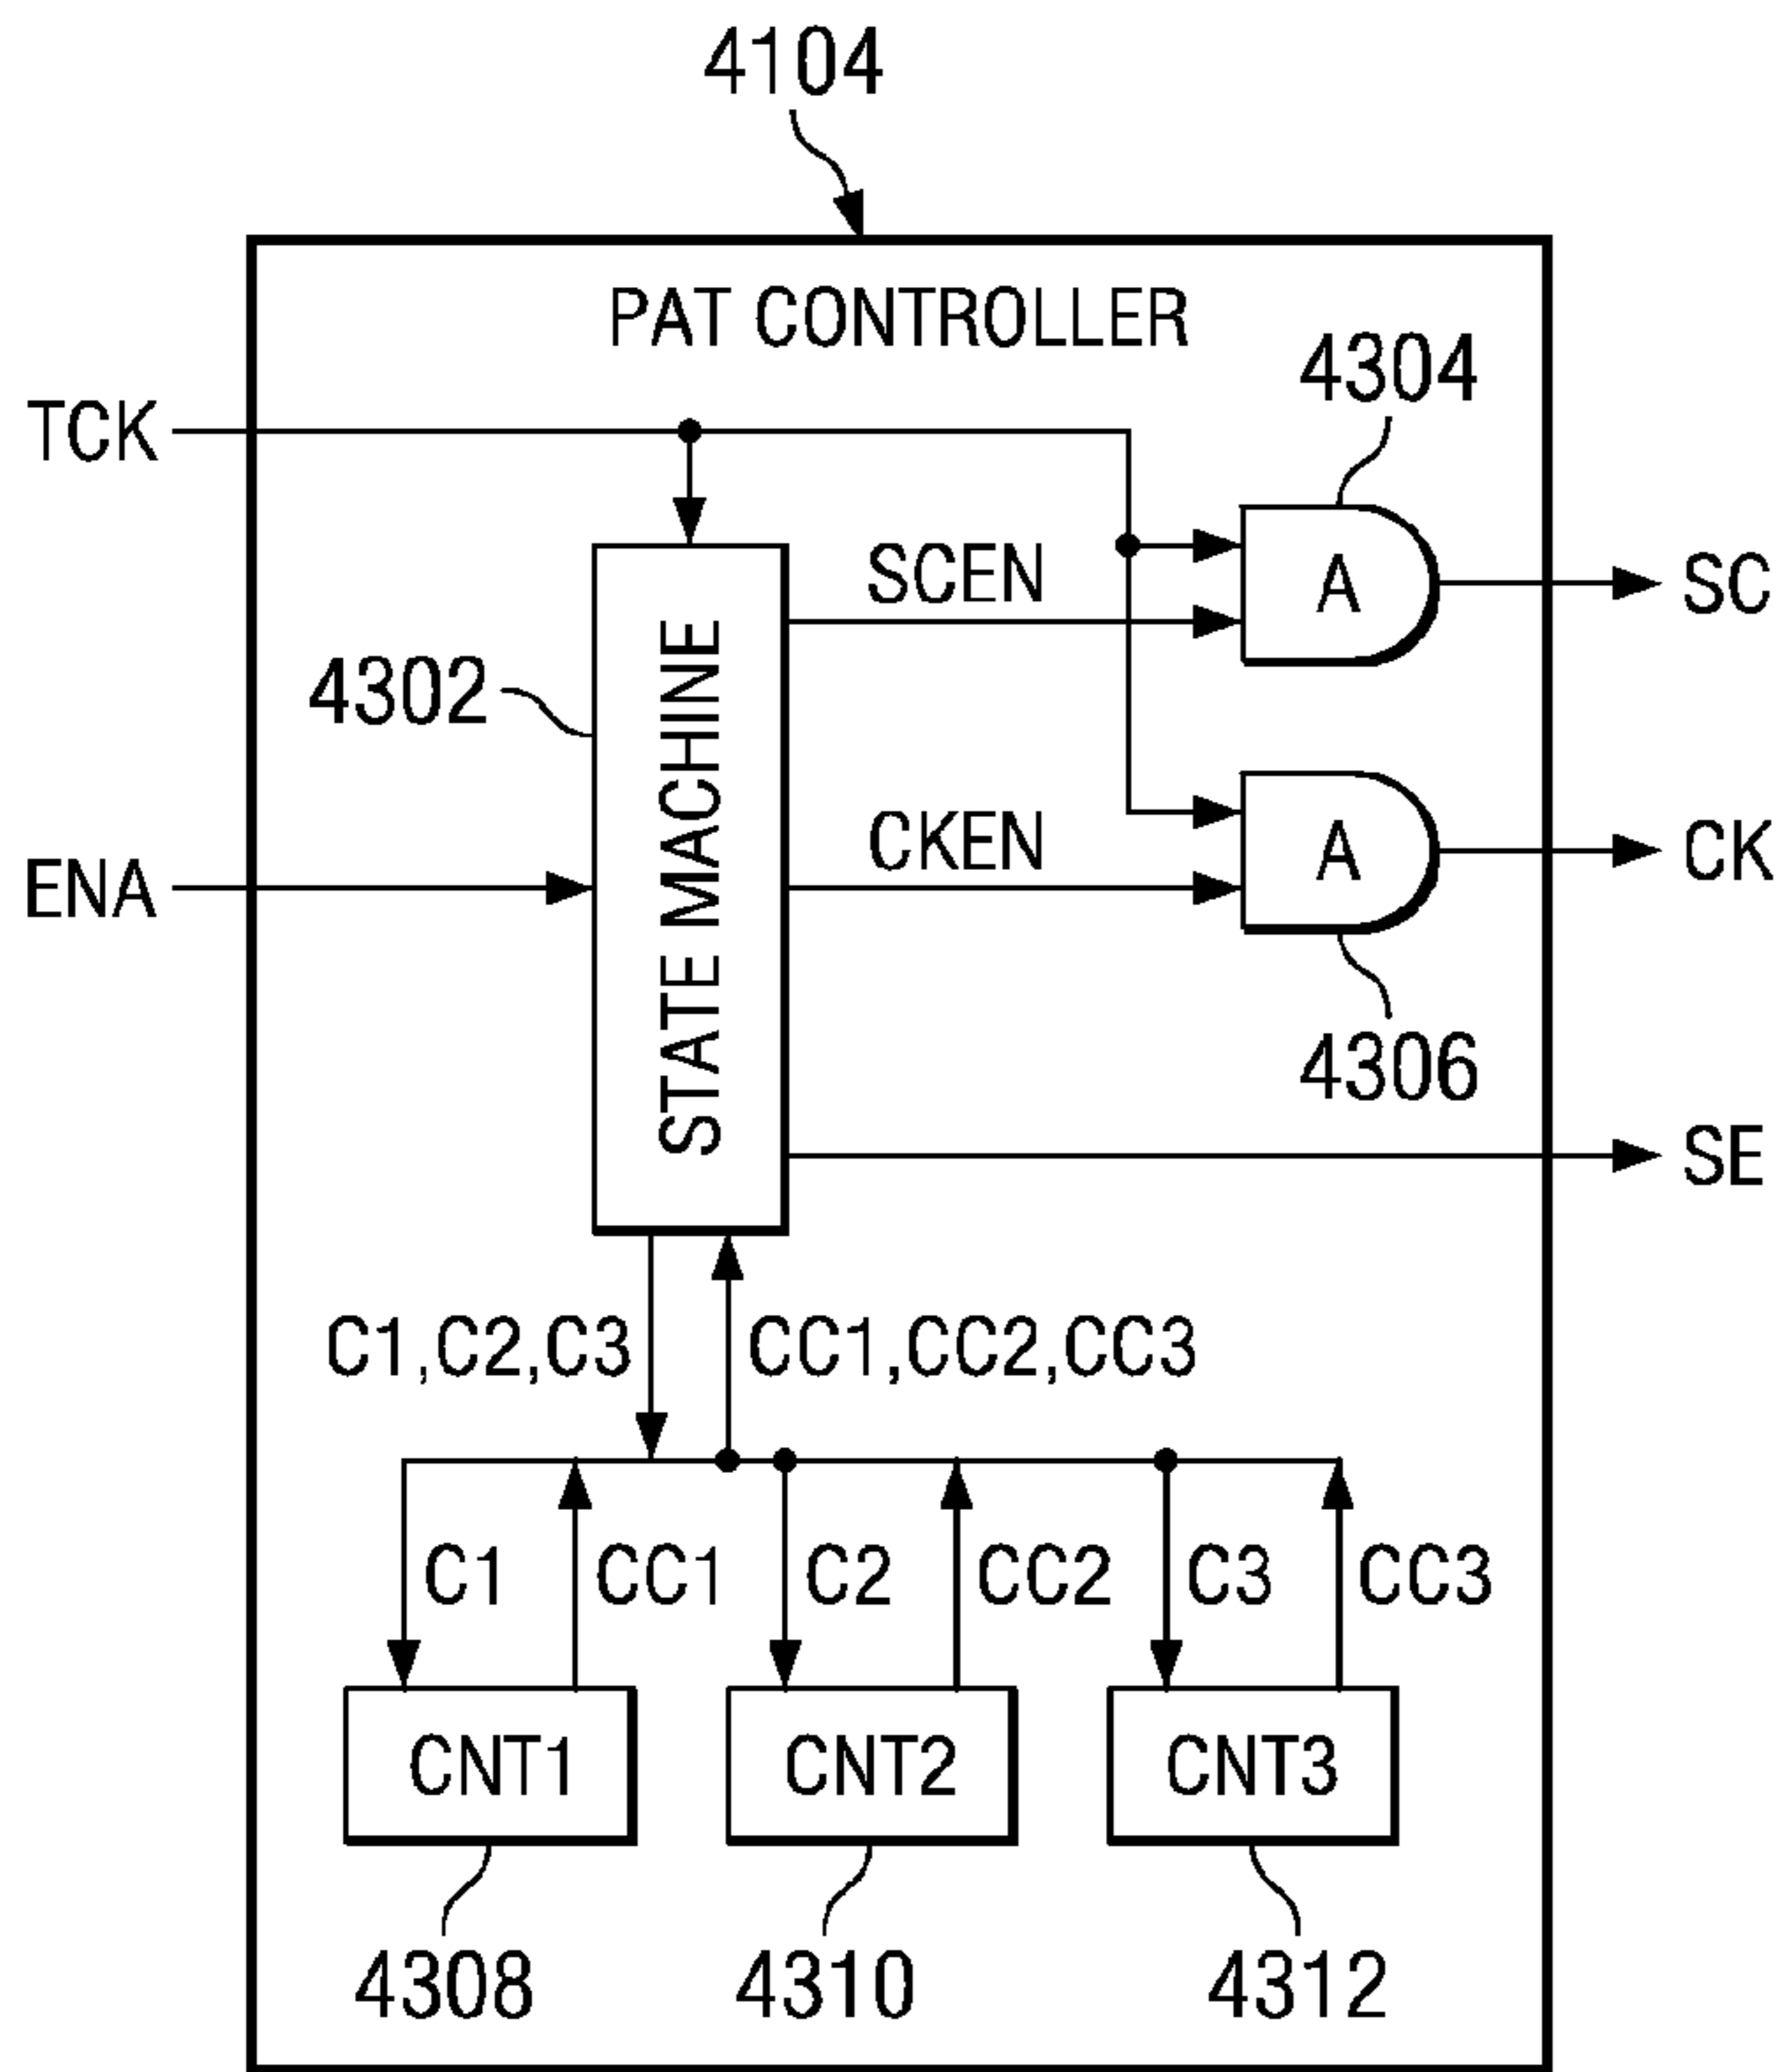 4104
PAT CONTROLLER
4304
TCK
SCEN
A
SC
4302
STATE MACHINE
CKEN
A
CK
ENA
4306
SE
C1,C2,C3
CC1,CC2,CC3
C1
CC1
C2
CC2
C3
CC3
CNT1
CNT2
CNT3
4308
4310
4312